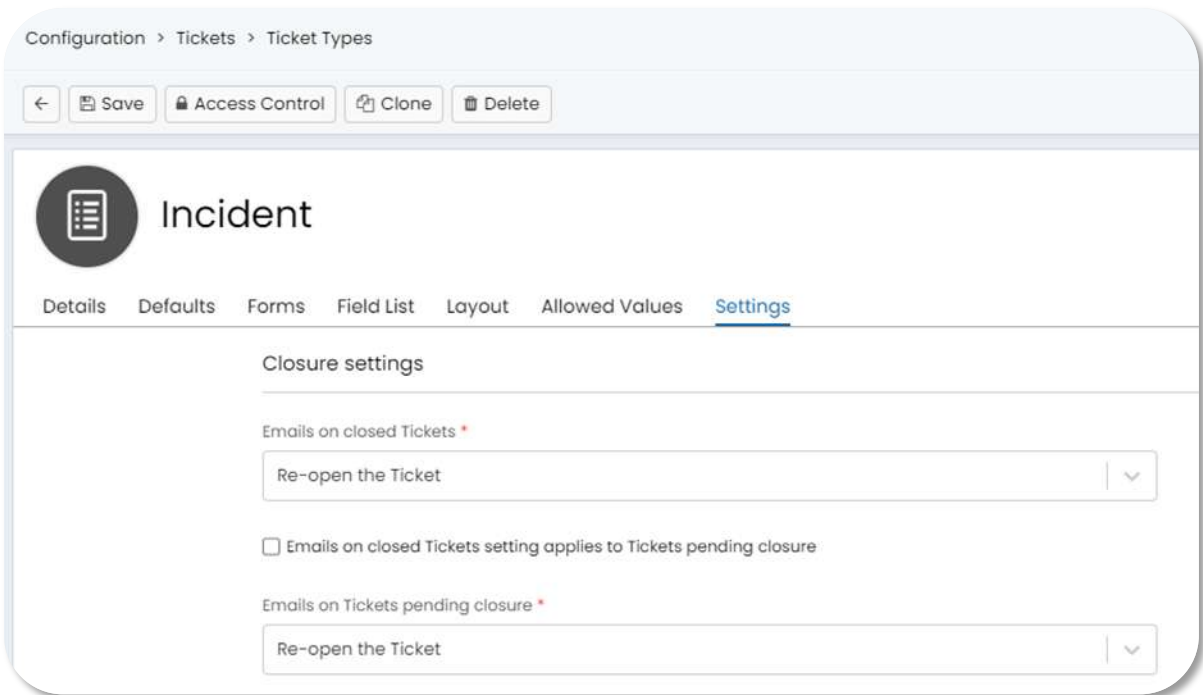 Configuration > Tickets > Ticket Types
← Save Access Control Clone Delete
Incident
Details Defaults Forms Field List Layout Allowed Values Settings
Closure settings
Emails on closed Tickets *
Re-open the Ticket
Emails on closed Tickets setting applies to Tickets pending closure
Emails on Tickets pending closure *
Re-open the Ticket